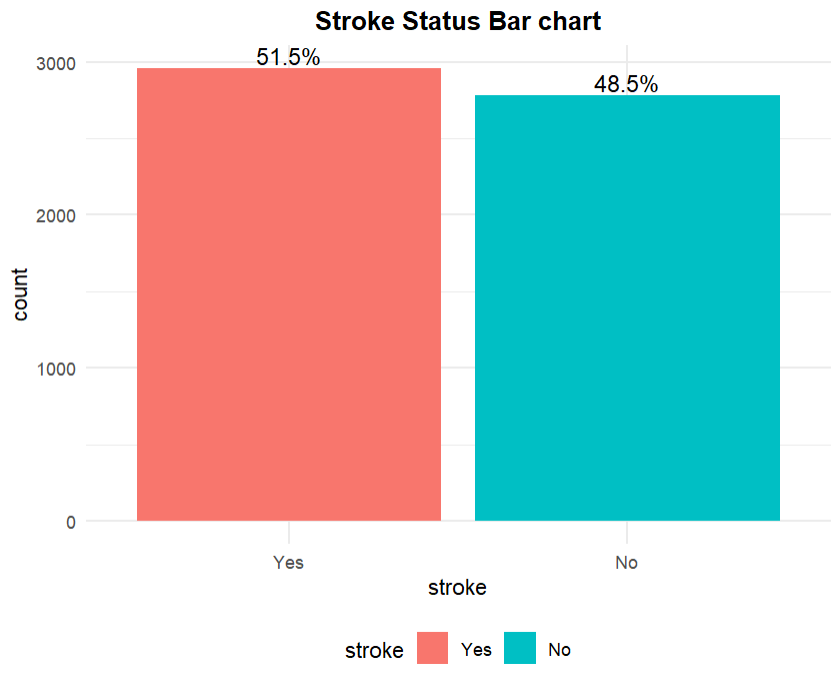 Stroke Status Bar chart
51.5%
48.5%
3000
2000
1000
0
count
Yes No
stroke
stroke Yes No